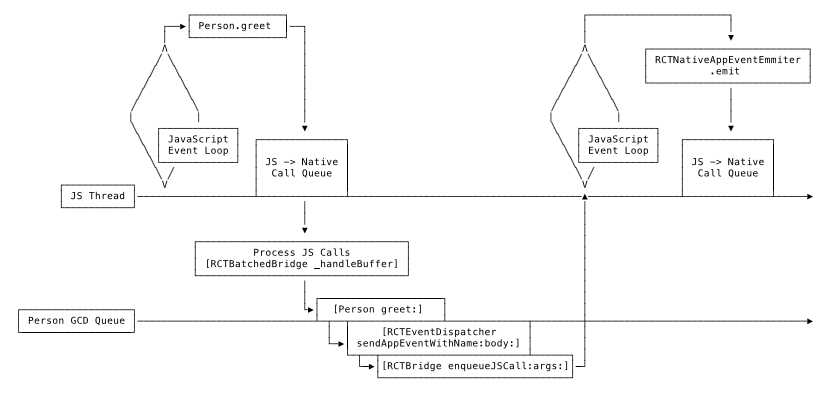 Person.greet
RCTNativeAppEventEmmiter
.emit
JavaScript
Event Loop
JS -> Native
Call Queue
JavaScript
Event Loop
JS -> Native
Call Queue
JS Thread
Process JS Calls
[RCTBatchedBridge _handleBuffer]
[Person greet:]
Person GCD Queue
[RCTEventDispatcher
sendAppEventWithName:body:]
[RCTBridge enqueueJSCall:args:]